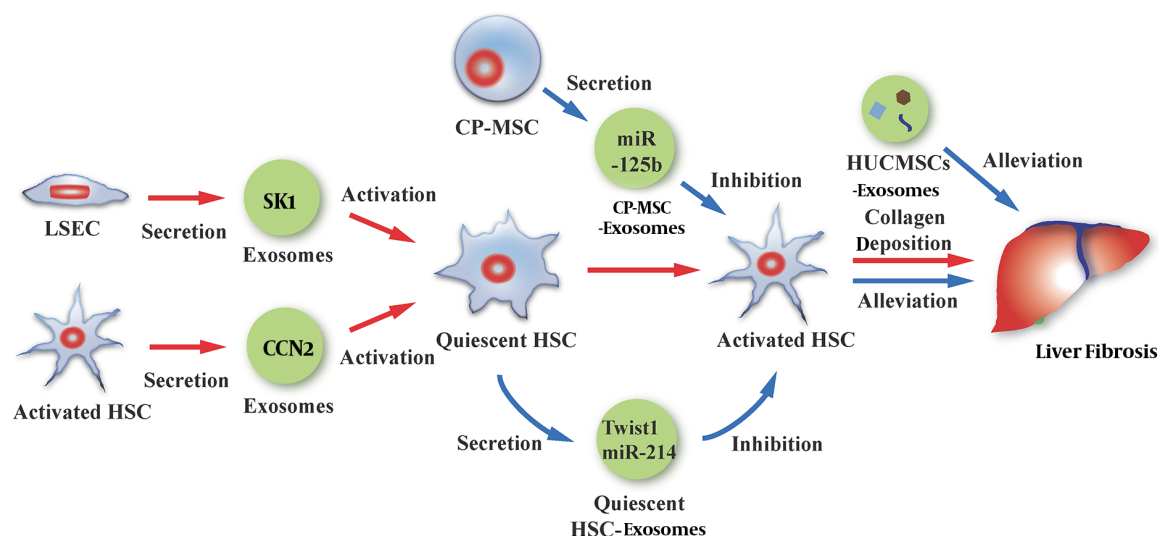 CP-MSC
Secretion
miR
-125b
CP-MSC
-Exosomes
Inhibition
HUCMSCs
-Exosomes
Alleviation
LSEC
Secretion
SK1
Exosomes
Activation
Activated HSC
Secretion
CCN2
Exosomes
Activation
Quiescent HSC
Activated HSC
Collagen
Deposition
Alleviation
Liver Fibrosis
Secretion
Twist1
miR-214
Quiescent
HSC-Exosomes
Inhibition